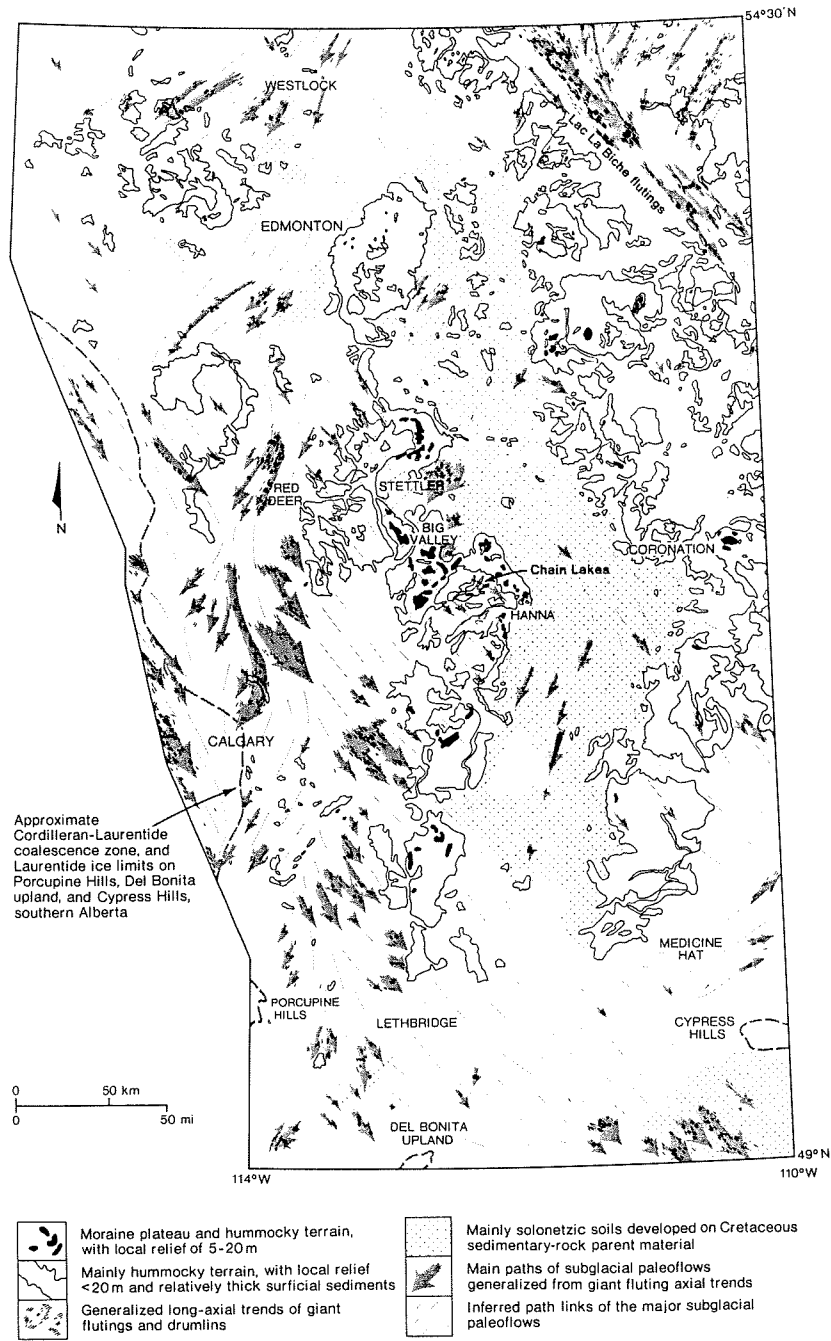 54°30'N
WESTLOCK
Lac La Biche flutings
EDMONTON
RED
DEER
STETTLER
BIG
VALLEY
CORONATION
Chain Lakes
HANNA
N
CALGARY
Approximate
Cordilleran-Laurentide
coalescence zone, and
Laurentide ice limits on
Porcupine Hills, Del Bonita
upland, and Cypress Hills,
southern Alberta
MEDICINE
HAT
PORCUPINE
HILLS
LETHBRIDGE
CYPRESS
HILLS
0 50 km
0 50 mi
DEL BONITA
UPLAND
49°N
114°W
110°W
Moraine plateau and hummocky terrain,
with local relief of 5-20m
Mainly hummocky terrain, with local relief
<20m and relatively thick surficial sediments
Generalized long-axial trends of giant
flutings and drumlins
Mainly solonetzic soils developed on Cretaceous
sedimentary-rock parent material
Main paths of subglacial paleoflows
generalized from giant fluting axial trends
Inferred path links of the major subglacial
paleoflows